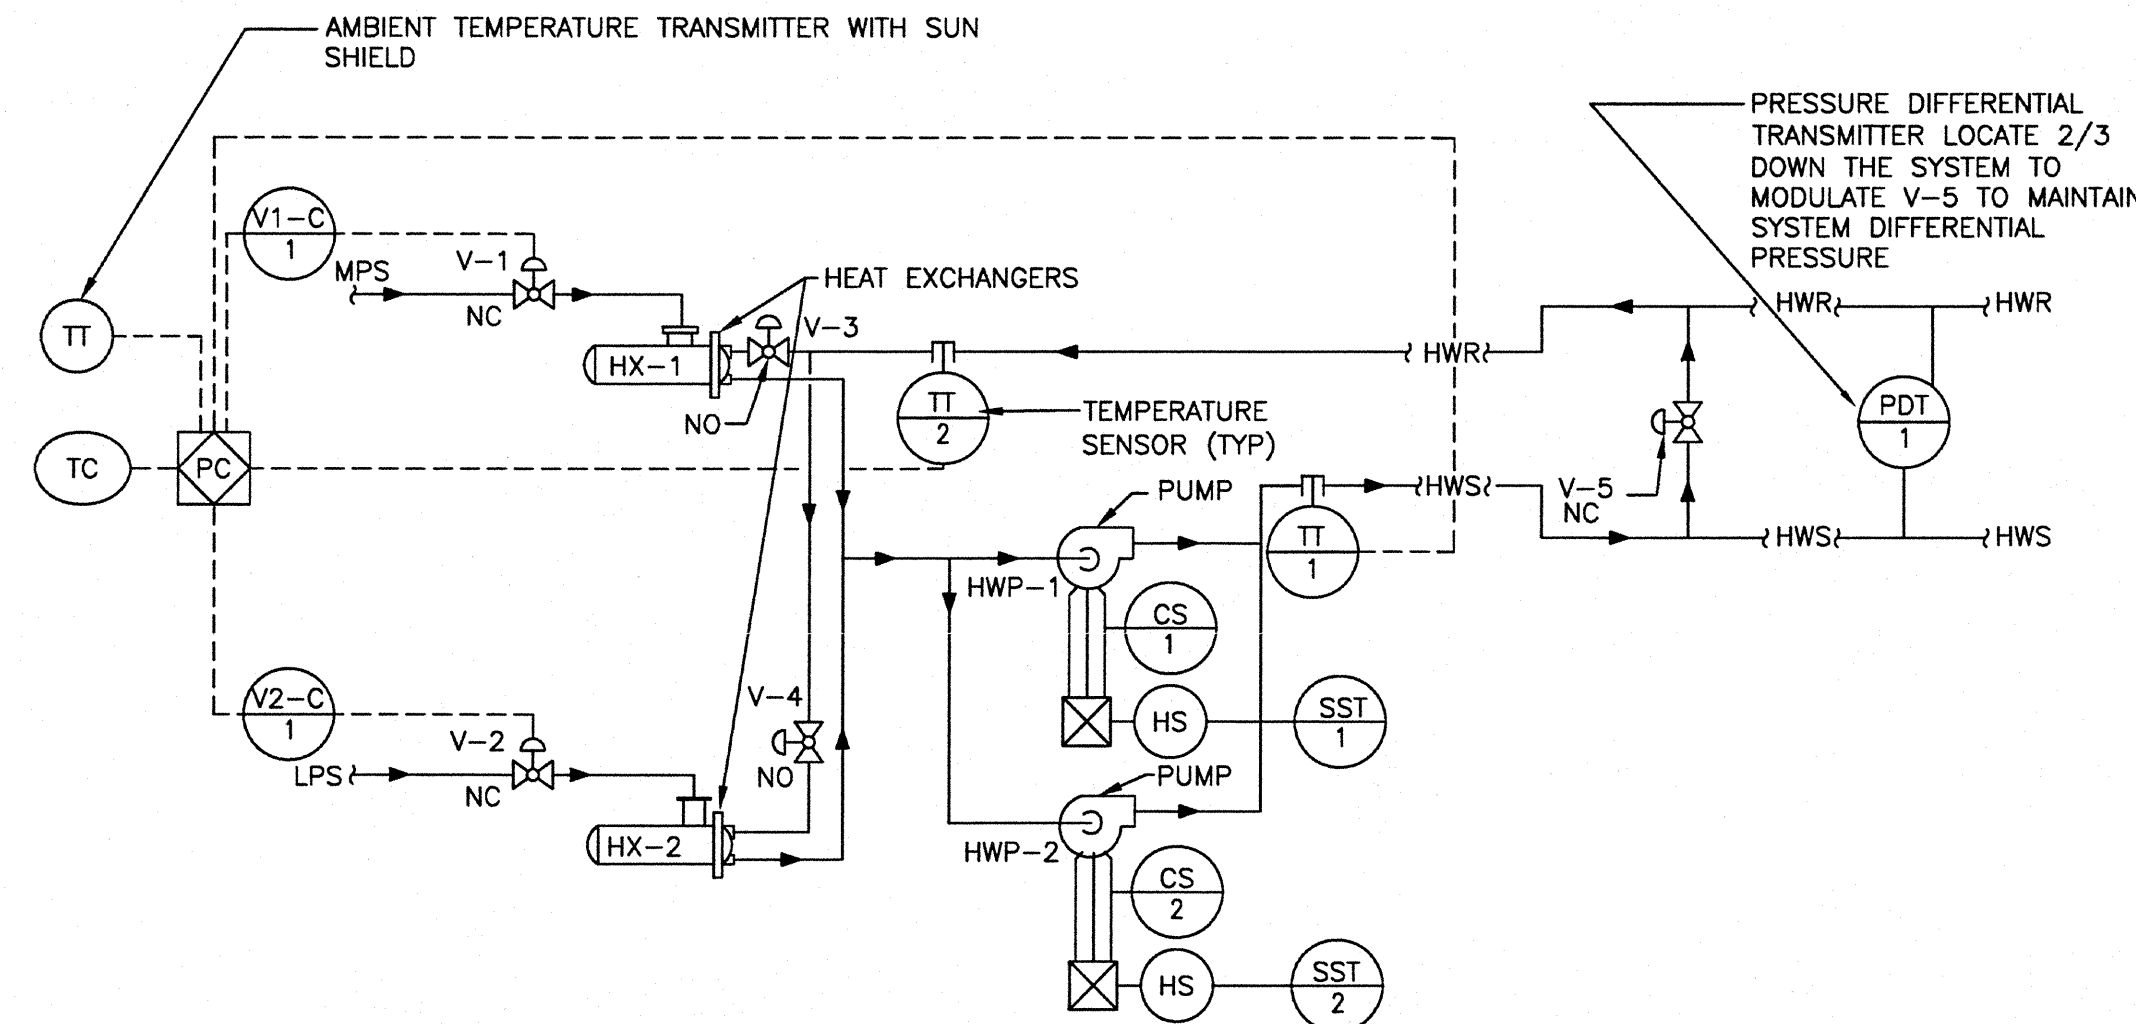 AMBIENT TEMPERATURE TRANSMITTER WITH SUN
SHIELD
PRESSURE DIFFERENTIAL
TRANSMITTER LOCATE 2/3
DOWN THE SYSTEM TO
MODULATE V-5 TO MAINTAIN
SYSTEM DIFFERENTIAL
PRESSURE
V1-C
1
V-1
MPS
NC
HEAT EXCHANGERS
TT
V-3
HX-1
NO
HWR
HWR
HWR
TT
2
TEMPERATURE
SENSOR (TYP)
PDT
1
TC
PC
PUMP
HWS
V-5
NC
TT
1
HWS
HWS
HWP-1
CS
1
V2-C
1
V-4
V-2
HS
SST
1
LPS
NC
NO
PUMP
HX-2
HWP-2
CS
2
HS
SST
2